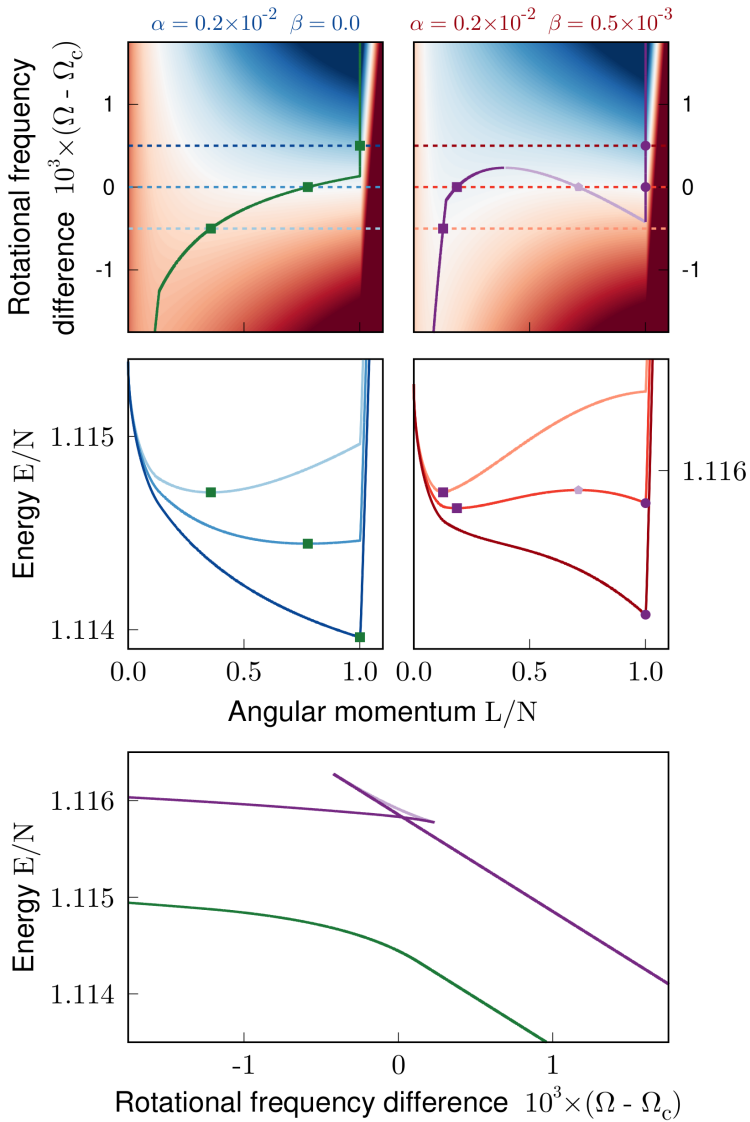 α = 0.2×10⁻² β = 0.0
α = 0.2×10⁻² β = 0.5×10⁻³
Rotational frequency
difference 10³×(Ω - Ω_c)
1
0
-1
1
0
-1
Energy E/N
1.115
1.114
1.116
0.0
0.5
1.0
0.0
0.5
1.0
Angular momentum L/N
Energy E/N
1.116
1.115
1.114
-1
0
1
Rotational frequency difference 10³×(Ω - Ω_c)